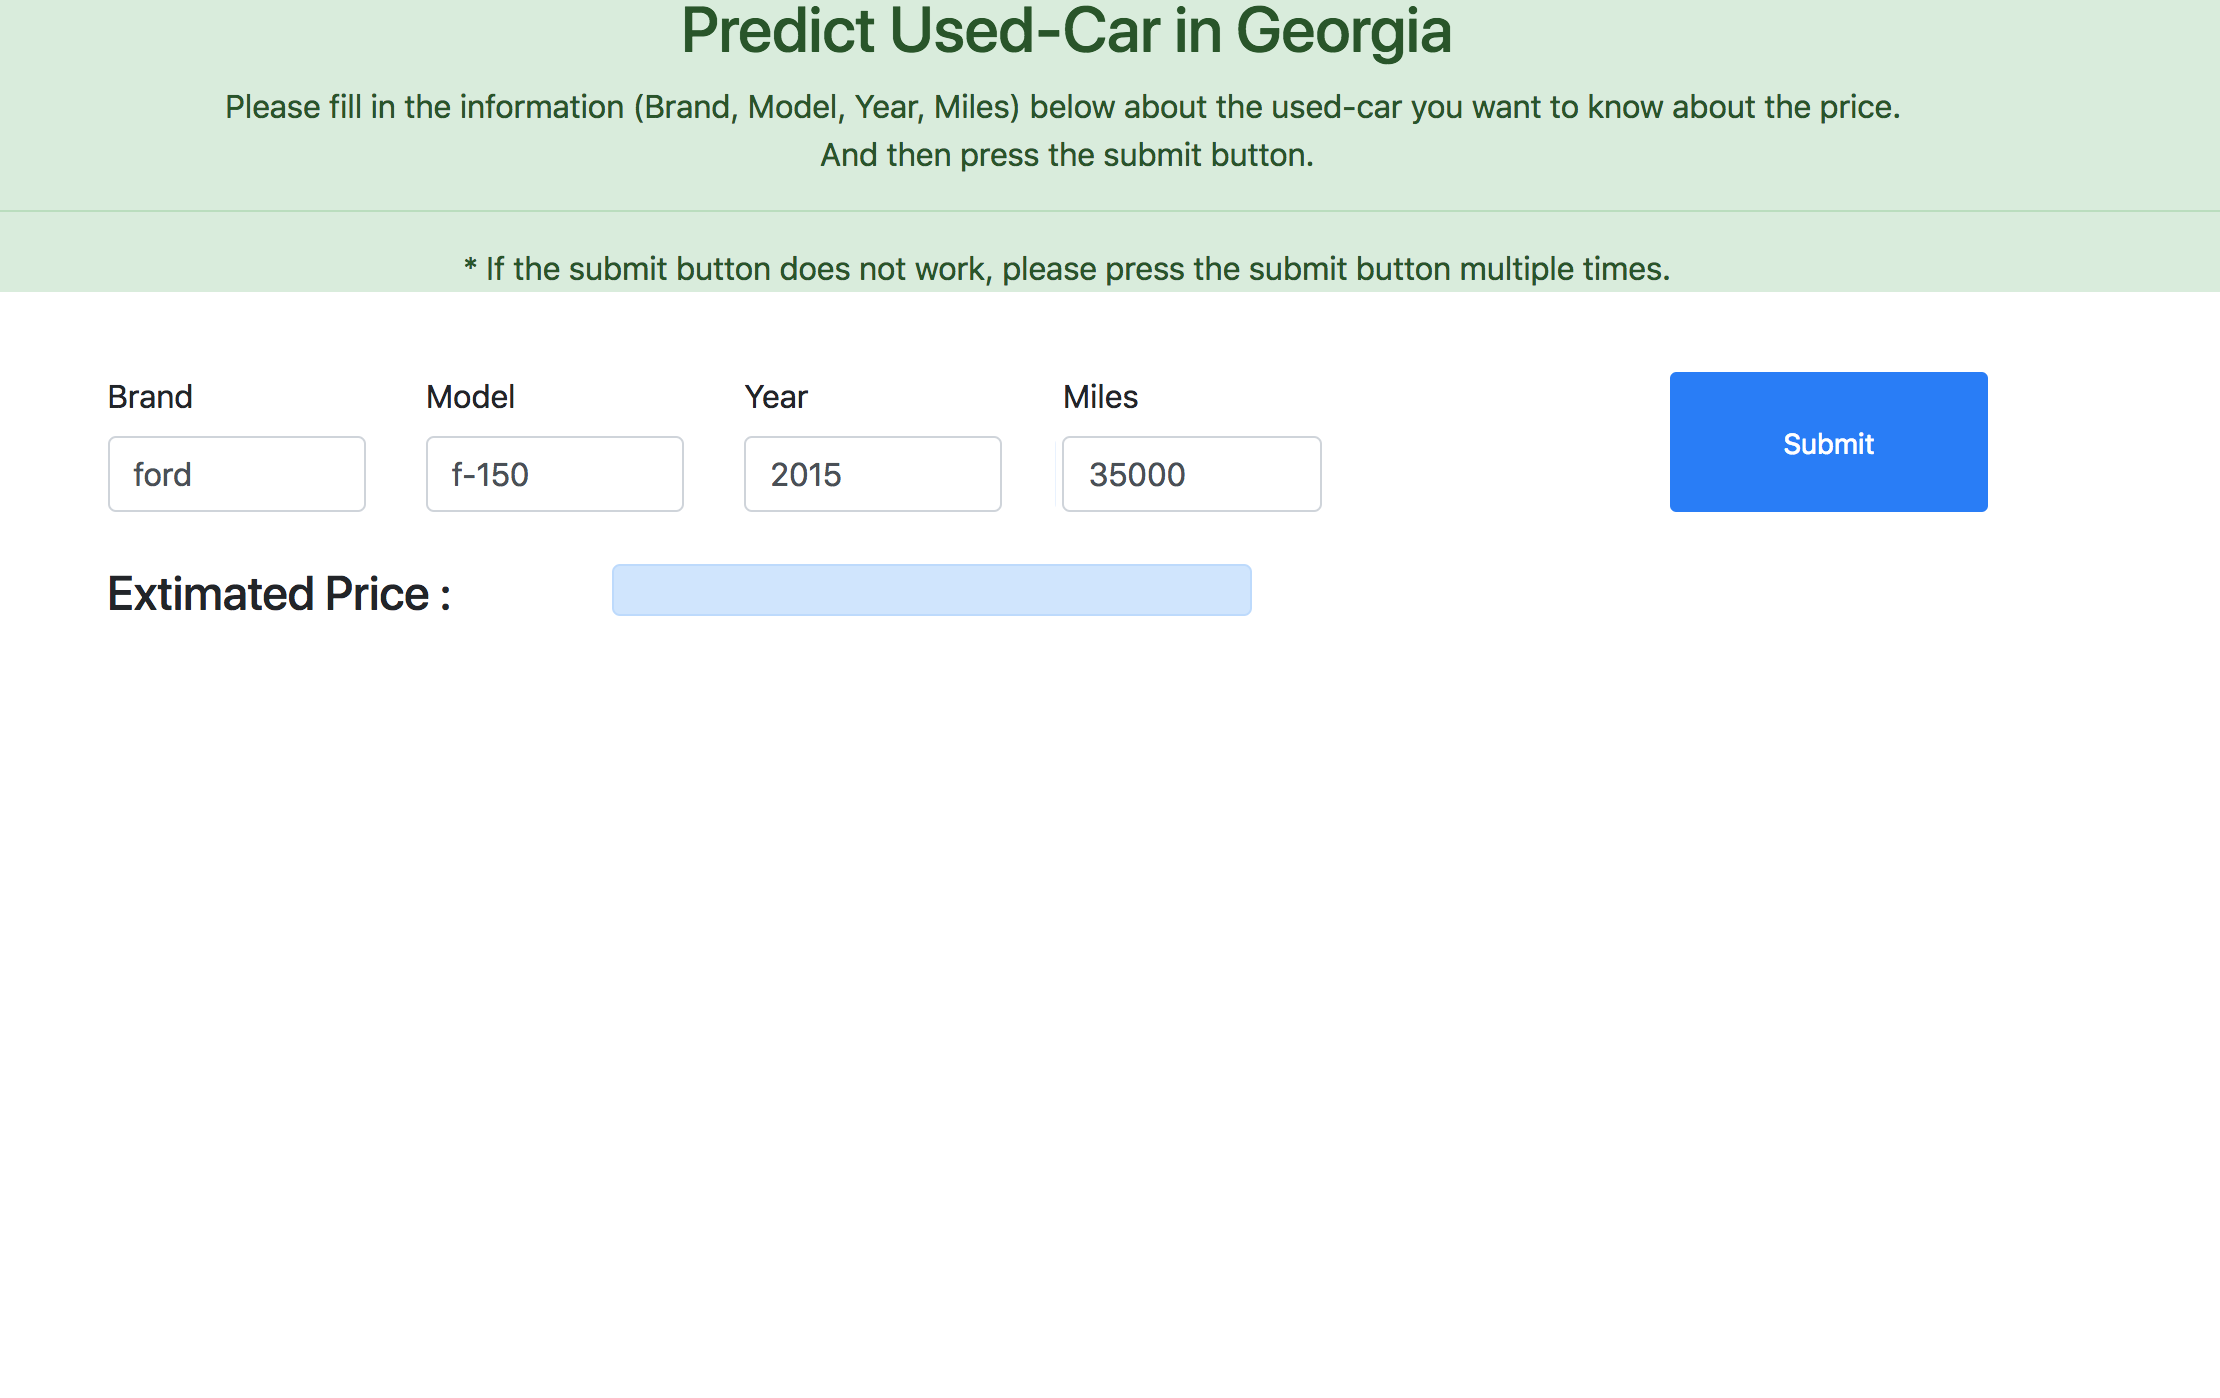 Predict Used-Car in Georgia
Please fill in the information (Brand, Model, Year, Miles) below about the used-car you want to know about the price.
And then press the submit button.
* If the submit button does not work, please press the submit button multiple times.
Brand Model Year Miles
Submit
ford f-150 2015 35000
Extimated Price :